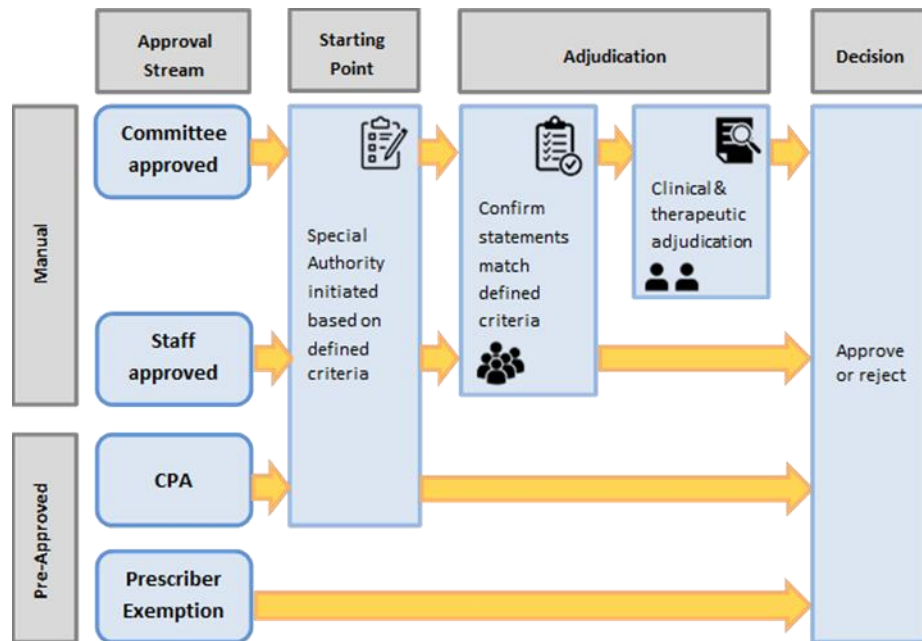 Approval
Stream
Starting
Point
Adjudication
Decision
Manual
Committee
approved
Special
Authority
initiated
based on
defined
criteria
Confirm
statements
match
defined
criteria
Clinical &
therapeutic
adjudication
Staff
approved
Approve
or reject
Pre-Approved
CPA
Prescriber
Exemption